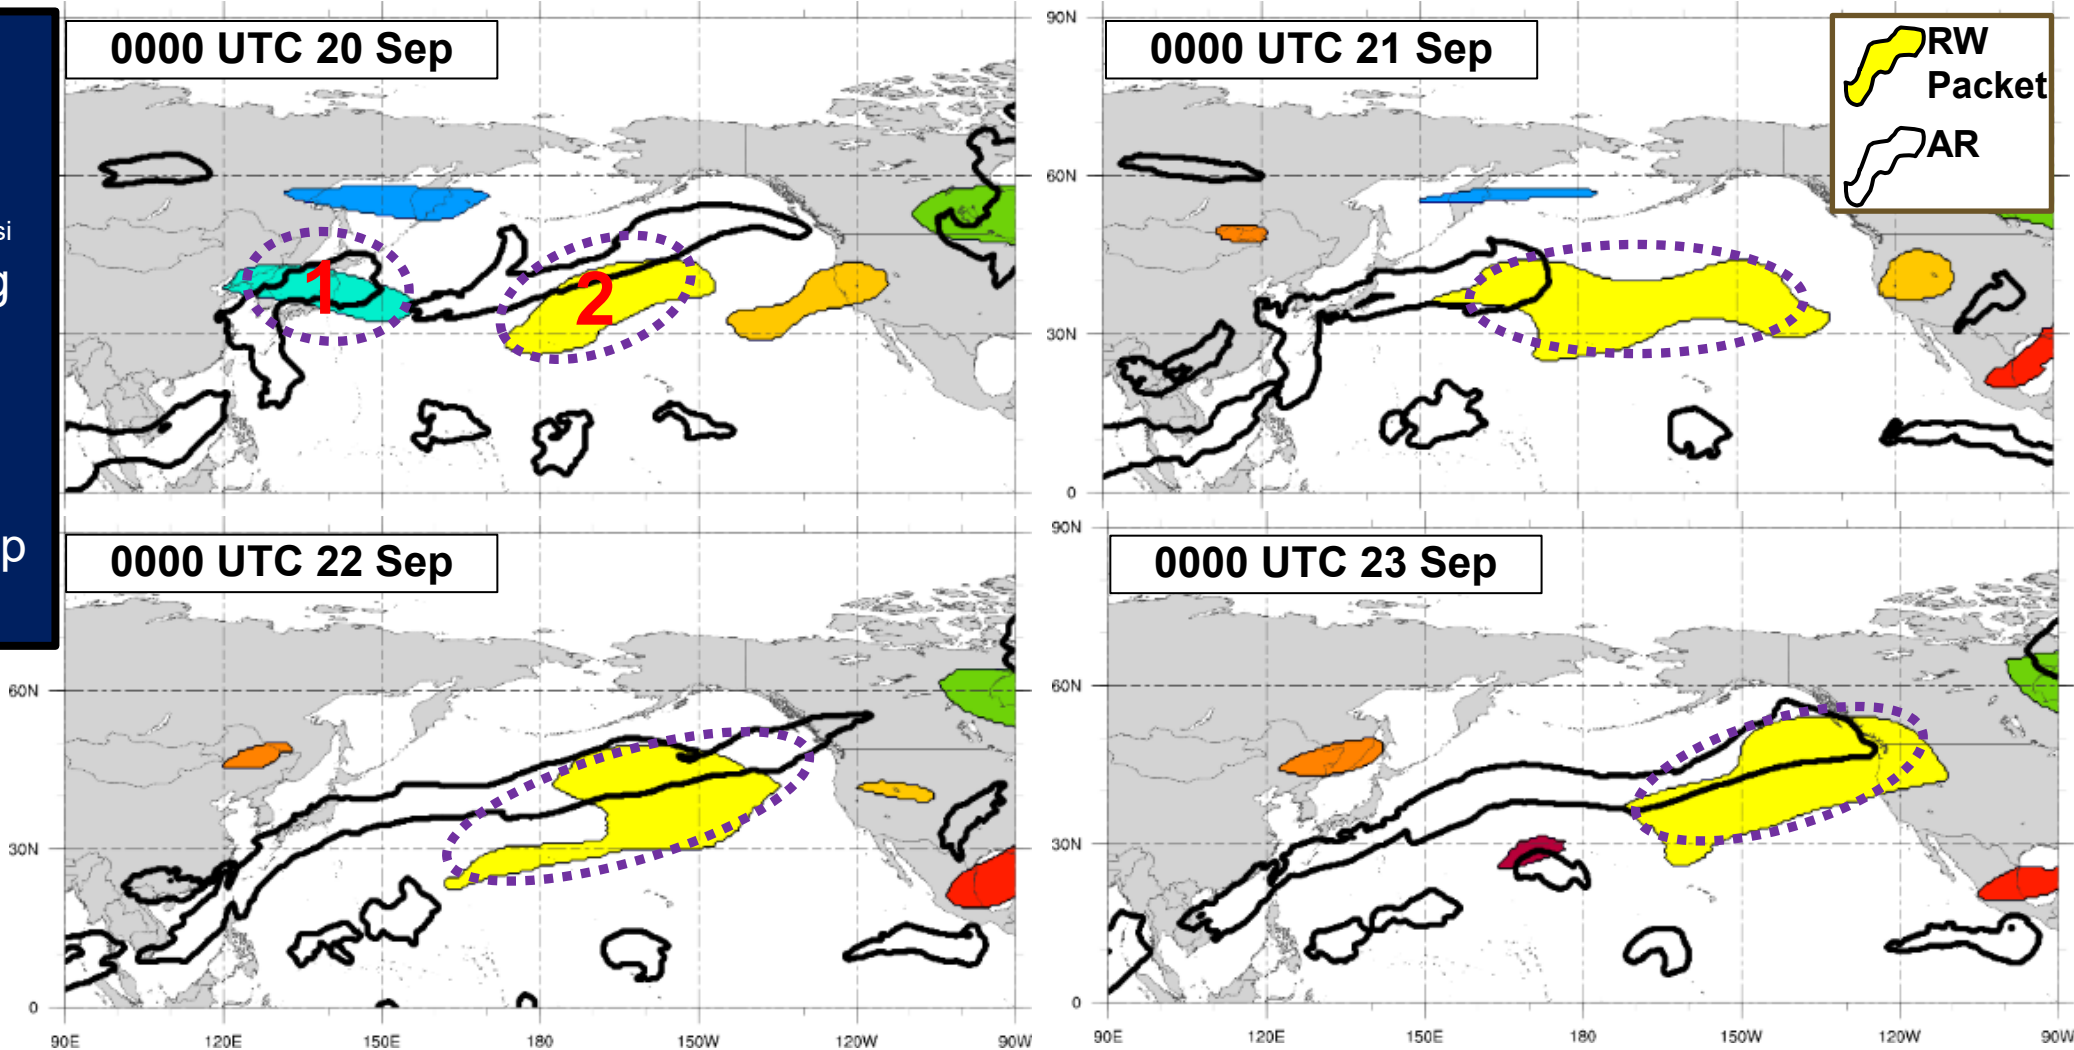 0000 UTC 20 Sep
1
2
si
g
p
90N
0000 UTC 21 Sep
RW
Packet
AR
60N
30N
0
0000 UTC 22 Sep
60N
30N
0
90E 120E 150E 180 150W 120W 90W
90N
0000 UTC 23 Sep
60N
30N
0
90E 120E 150E 180 150W 120W 90W